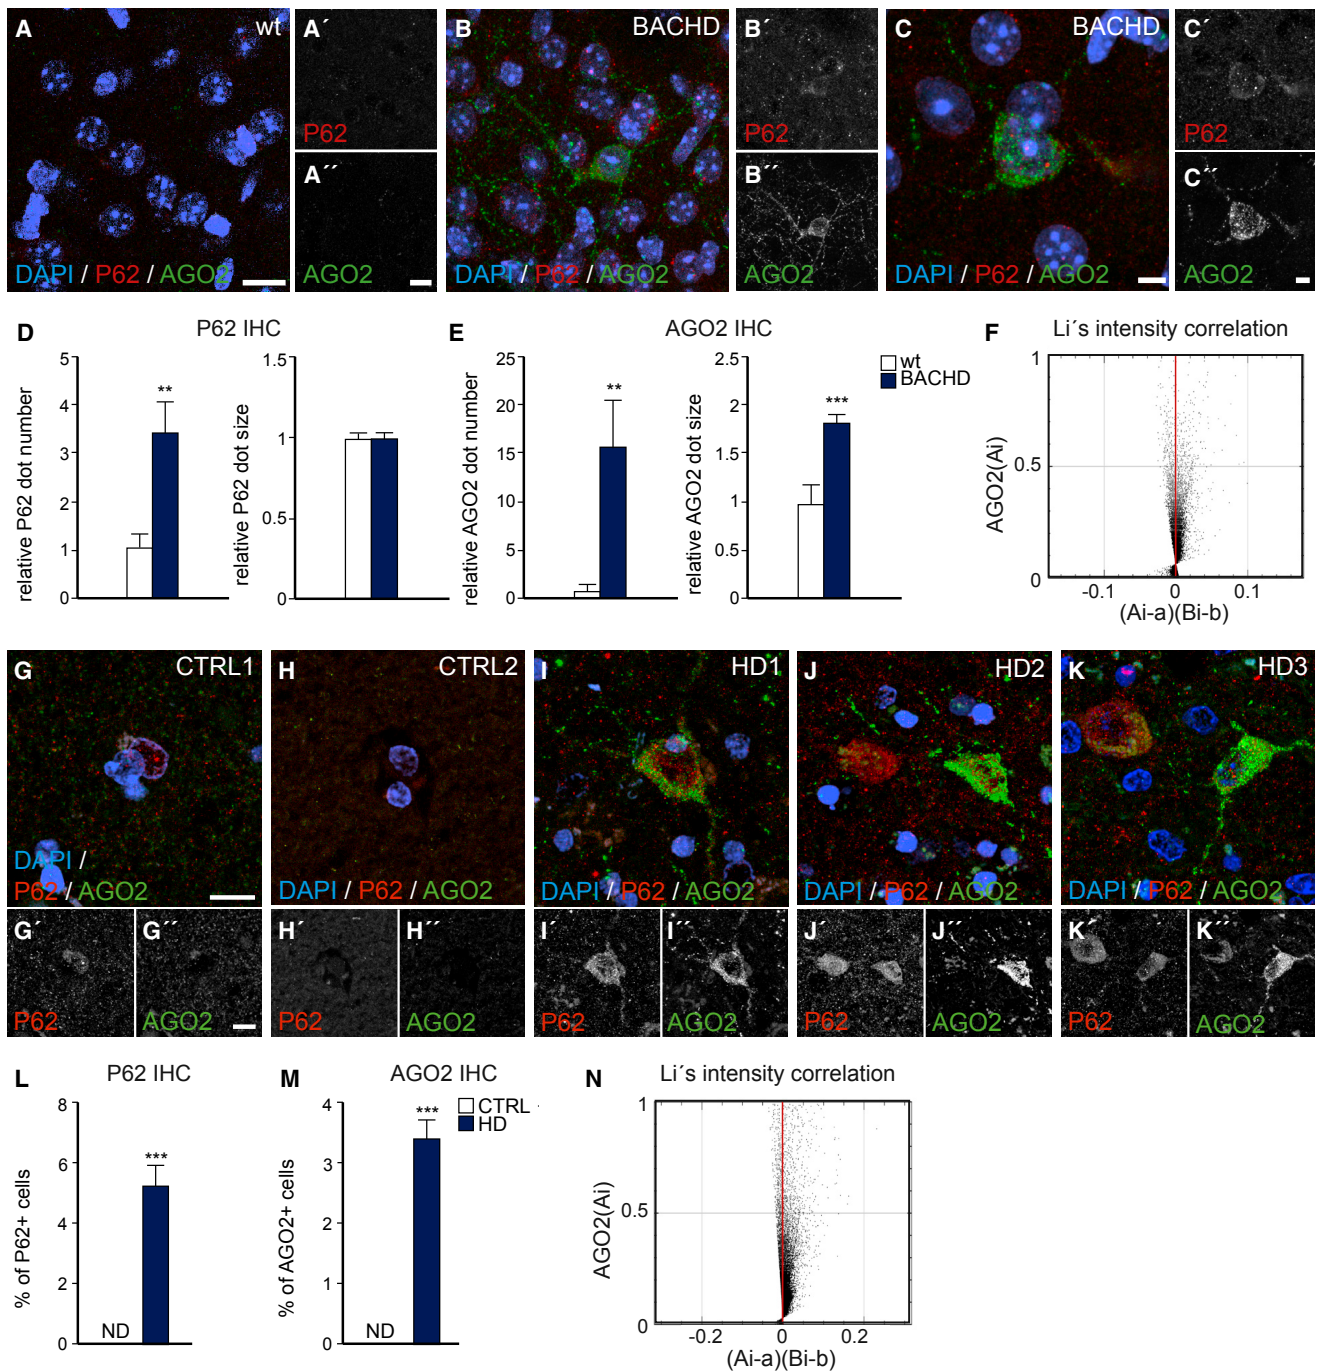 A
wt
DAPI / P62 / AGO2
A´
P62
A´´
AGO2
B
BACHD
DAPI / P62 / AGO2
B´
P62
B´´
AGO2
C
BACHD
DAPI / P62 / AGO2
C´
P62
C´´
AGO2
D
P62 IHC
relative P62 dot number
5
4
3
2
1
0
**
relative P62 dot size
1.5
1
0.5
0
E
AGO2 IHC
relative AGO2 dot number
25
20
15
10
5
0
**
relative AGO2 dot size
2.5
2
1.5
1
0.5
0
***
wt
BACHD
F
Li´s intensity correlation
AGO2(Ai)
1
0.5
0
-0.1
0
0.1
(Ai-a)(Bi-b)
G
CTRL1
DAPI /
P62 / AGO2
H
CTRL2
DAPI / P62 / AGO2
I
HD1
DAPI / P62 / AGO2
J
HD2
DAPI / P62 / AGO2
K
HD3
DAPI / P62 / AGO2
G´
P62
G´´
AGO2
H´
P62
H´´
AGO2
I´
P62
I´´
AGO2
J´
P62
J´´
AGO2
K´
P62
K´´
AGO2
L
P62 IHC
% of P62+ cells
8
6
4
2
0
ND
***
M
AGO2 IHC
% of AGO2+ cells
4
3
2
1
0
ND
***
CTRL
HD
N
Li´s intensity correlation
AGO2(Ai)
1
0.5
0
-0.2
0
0.2
(Ai-a)(Bi-b)